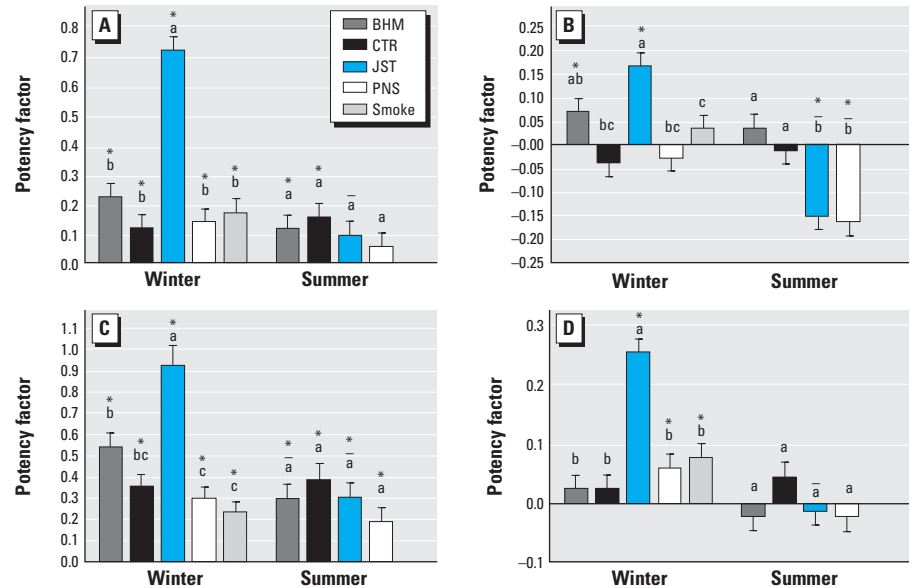 A
Potency factor
0.8
0.7
0.6
0.5
0.4
0.3
0.2
0.1
0.0
BHM
CTR
JST
PNS
Smoke
* b
* b
* a
* b
* b
* a
* a
– a
a
Winter
Summer
B
Potency factor
0.25
0.20
0.15
0.10
0.05
–0.00
–0.05
–0.10
–0.15
–0.20
–0.25
* ab
bc
* a
bc
c
a
a
* – b
* – b
Winter
Summer
C
Potency factor
1.1
1.0
0.9
0.8
0.7
0.6
0.5
0.4
0.3
0.2
0.0
* b
* bc
* a
* c
* c
* – a
* a
* – a
* a
Winter
Summer
D
Potency factor
0.3
0.2
0.1
0.0
–0.1
b
b
* a
* b
* b
a
a
– a
a
Winter
Summer